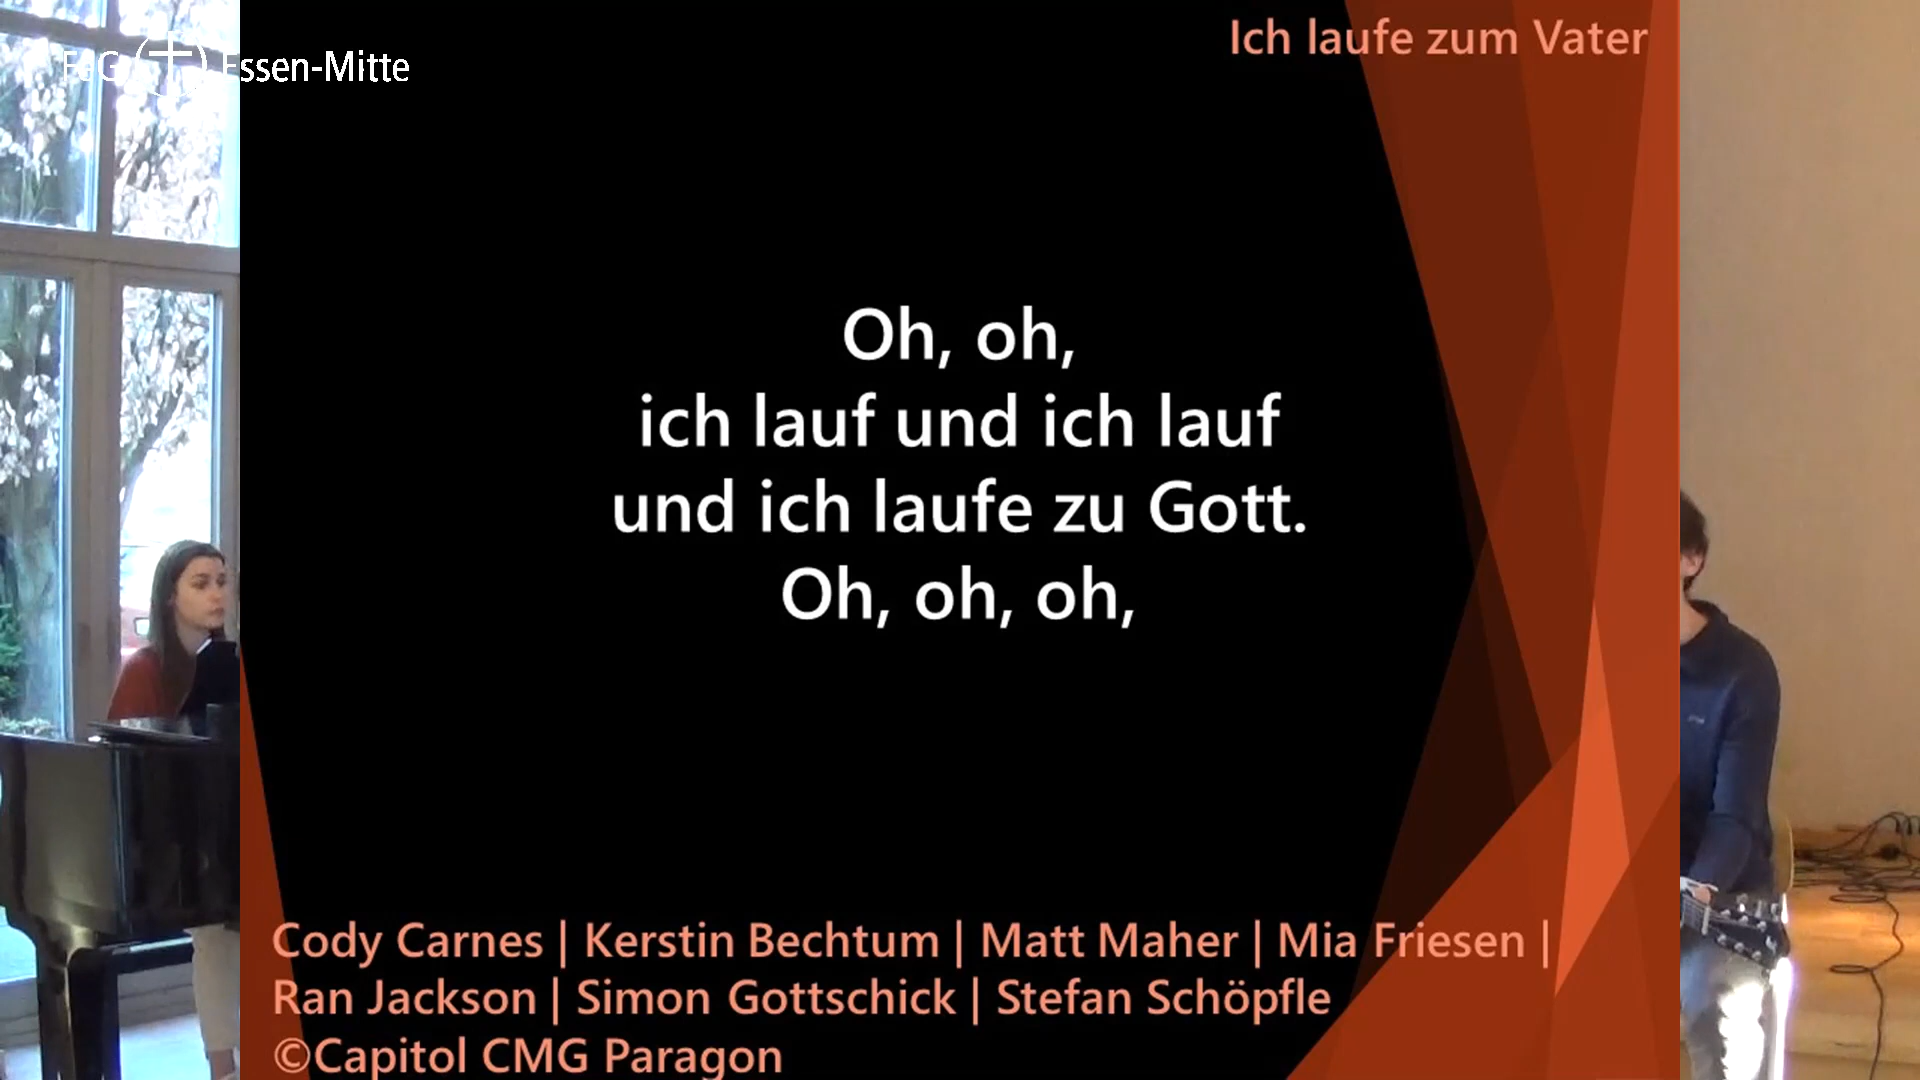 FeG Essen-Mitte
Ich laufe zum Vater
Oh, oh,
ich lauf und ich lauf
und ich laufe zu Gott.
Oh, oh, oh,
Cody Carnes | Kerstin Bechtum | Matt Maher | Mia Friesen |
Ran Jackson | Simon Gottschick | Stefan Schöpfle
©Capitol CMG Paragon